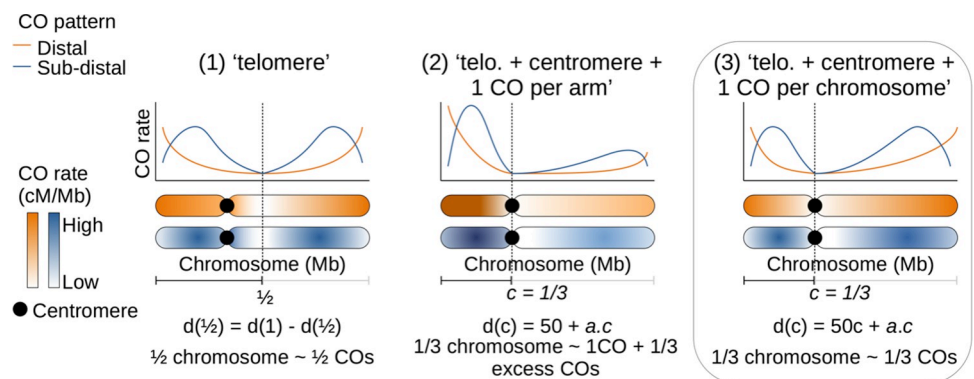 CO pattern
Distal
Sub-distal
(1) ‘telomere’
(2) ‘telo. + centromere +
1 CO per arm’
(3) ‘telo. + centromere +
1 CO per chromosome’
CO rate
CO rate
(cM/Mb)
High
Low
Centromere
Chromosome (Mb)
½
d(½) = d(1) - d(½)
½ chromosome ~ ½ COs
Chromosome (Mb)
c = 1/3
d(c) = 50 + a.c
1/3 chromosome ~ 1CO + 1/3
excess COs
Chromosome (Mb)
c = 1/3
d(c) = 50c + a.c
1/3 chromosome ~ 1/3 COs